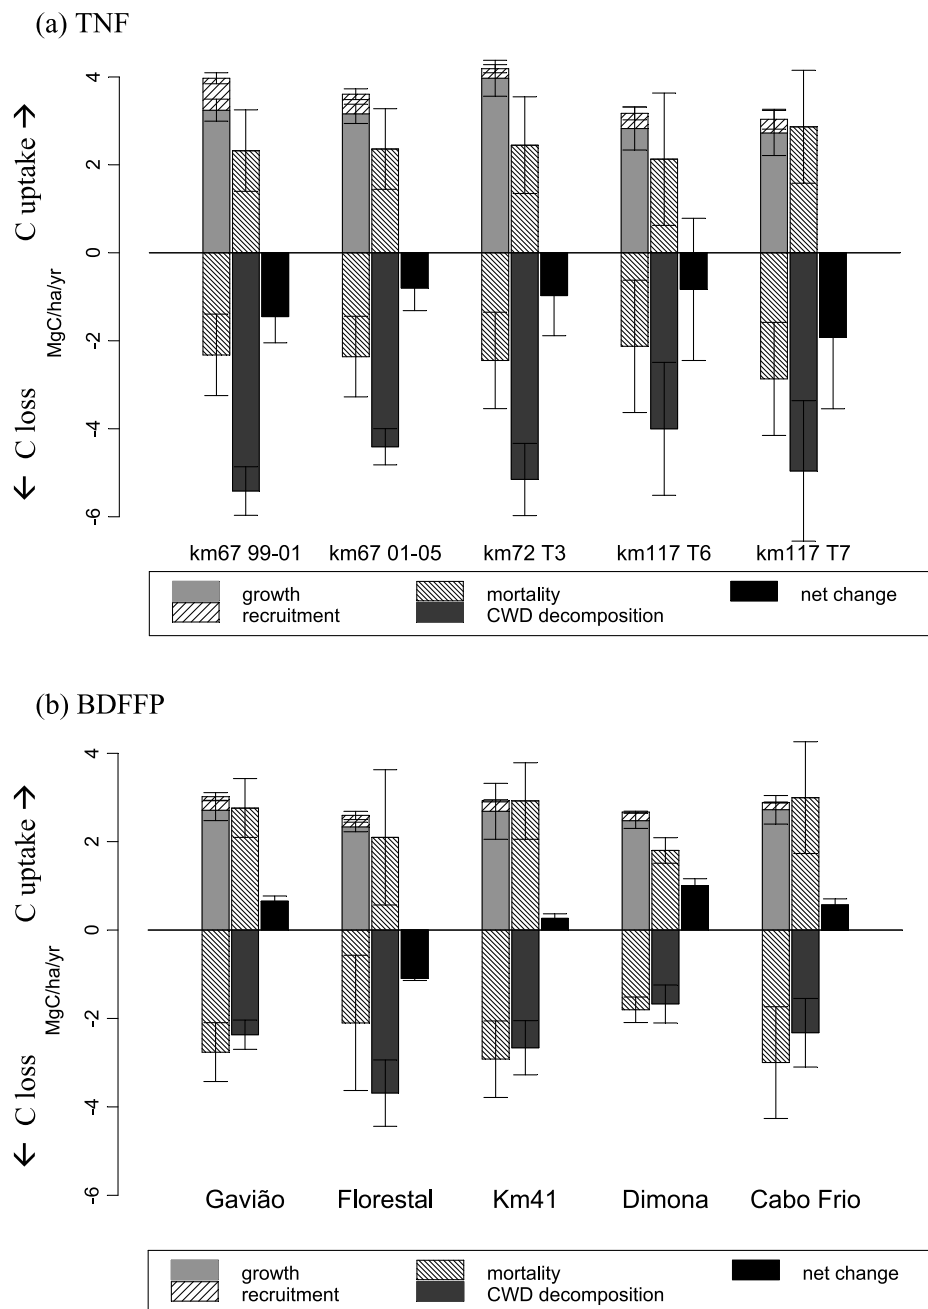 (a) TNF
C uptake →
← C loss
MgC/ha/yr
4
2
0
-2
-4
-6
km67 99-01 km67 01-05 km72 T3 km117 T6 km117 T7
growth mortality net change
recruitment CWD decomposition
(b) BDFFP
C uptake →
← C loss
MgC/ha/yr
4
2
0
-2
-4
-6
Gavião Florestal Km41 Dimona Cabo Frio
growth mortality net change
recruitment CWD decomposition